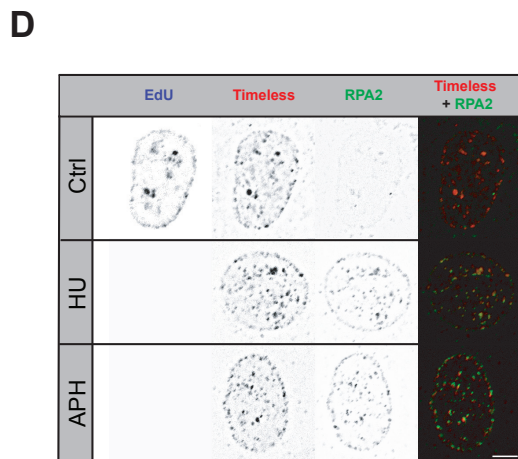 D
EdU Timeless RPA2 Timeless
+ RPA2
Ctrl
HU
APH